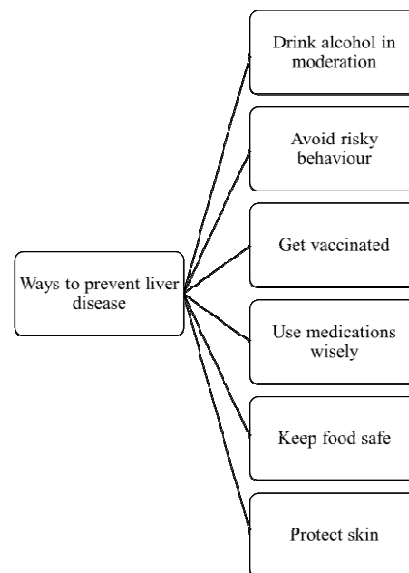 Drink alcohol in
moderation
Avoid risky
behaviour
Get vaccinated
Ways to prevent liver
disease
Use medications
wisely
Keep food safe
Protect skin